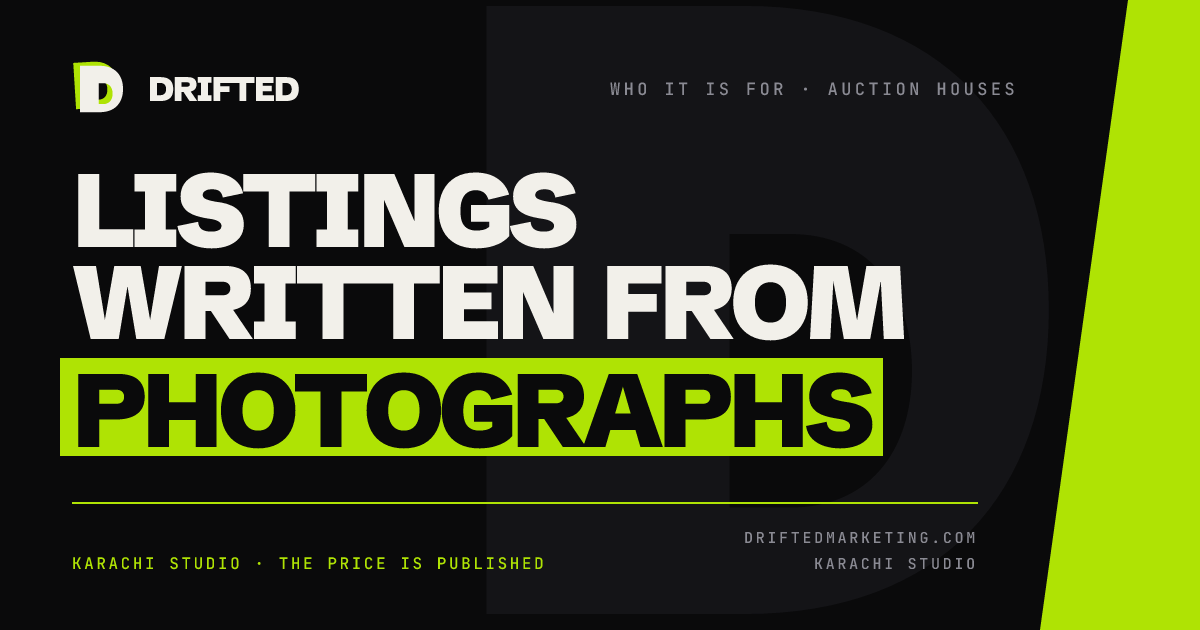 DRIFTED
WHO IT IS FOR · AUCTION HOUSES
LISTINGS
WRITTEN FROM
PHOTOGRAPHS
DRIFTEDMARKETING.COM
KARACHI STUDIO · THE PRICE IS PUBLISHED
KARACHI STUDIO